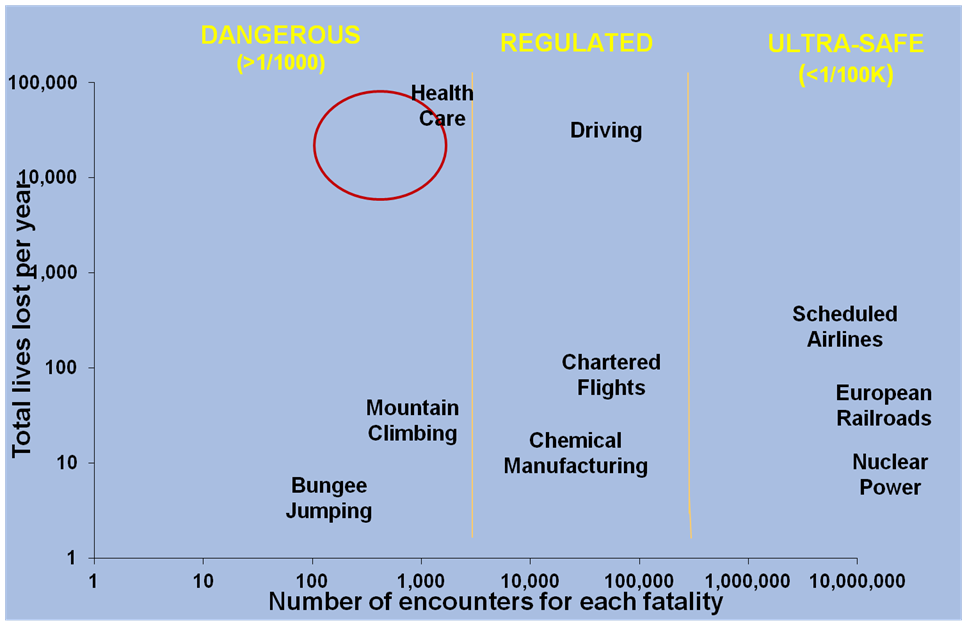 DANGEROUS
(>1/1000)
REGULATED
ULTRA-SAFE
(<1/100K)
Total lives lost per year
100,000
10,000
1,000
100
10
1
Health
Care
Driving
Scheduled
Airlines
Chartered
Flights
European
Railroads
Mountain
Climbing
Chemical
Manufacturing
Nuclear
Power
Bungee
Jumping
1
10
100
1,000
10,000
100,000
1,000,000
10,000,000
Number of encounters for each fatality